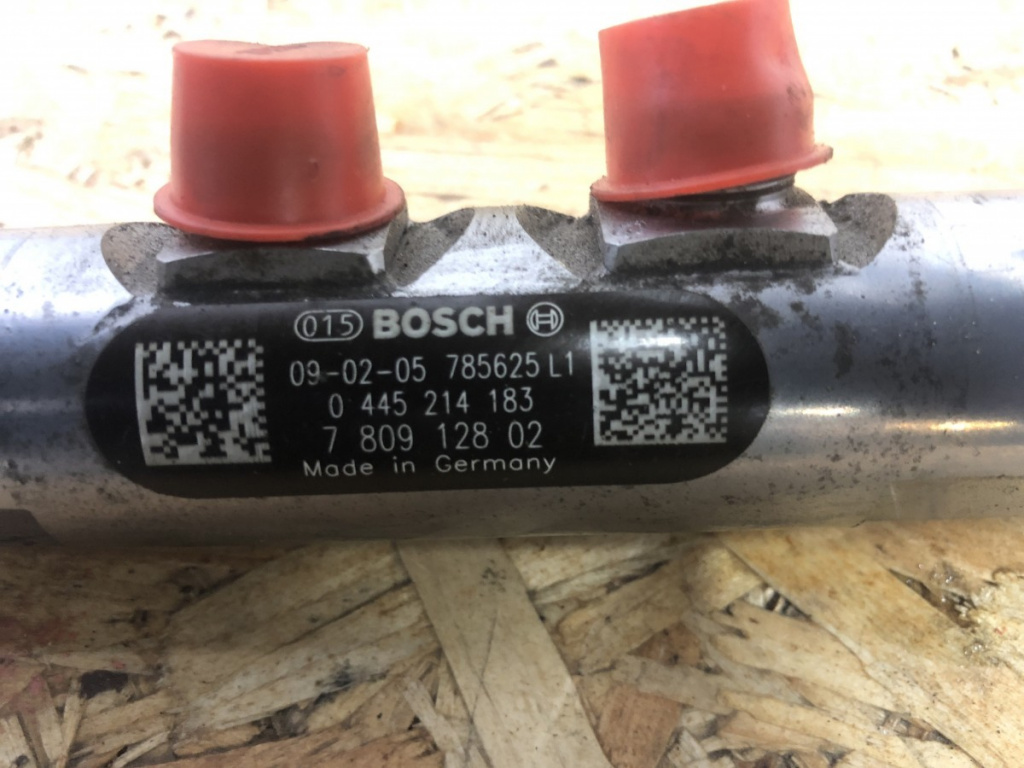 015 BOSCH
09-02-05 785625 L1
0 445 214 183
7 809 128 02
Made in Germany